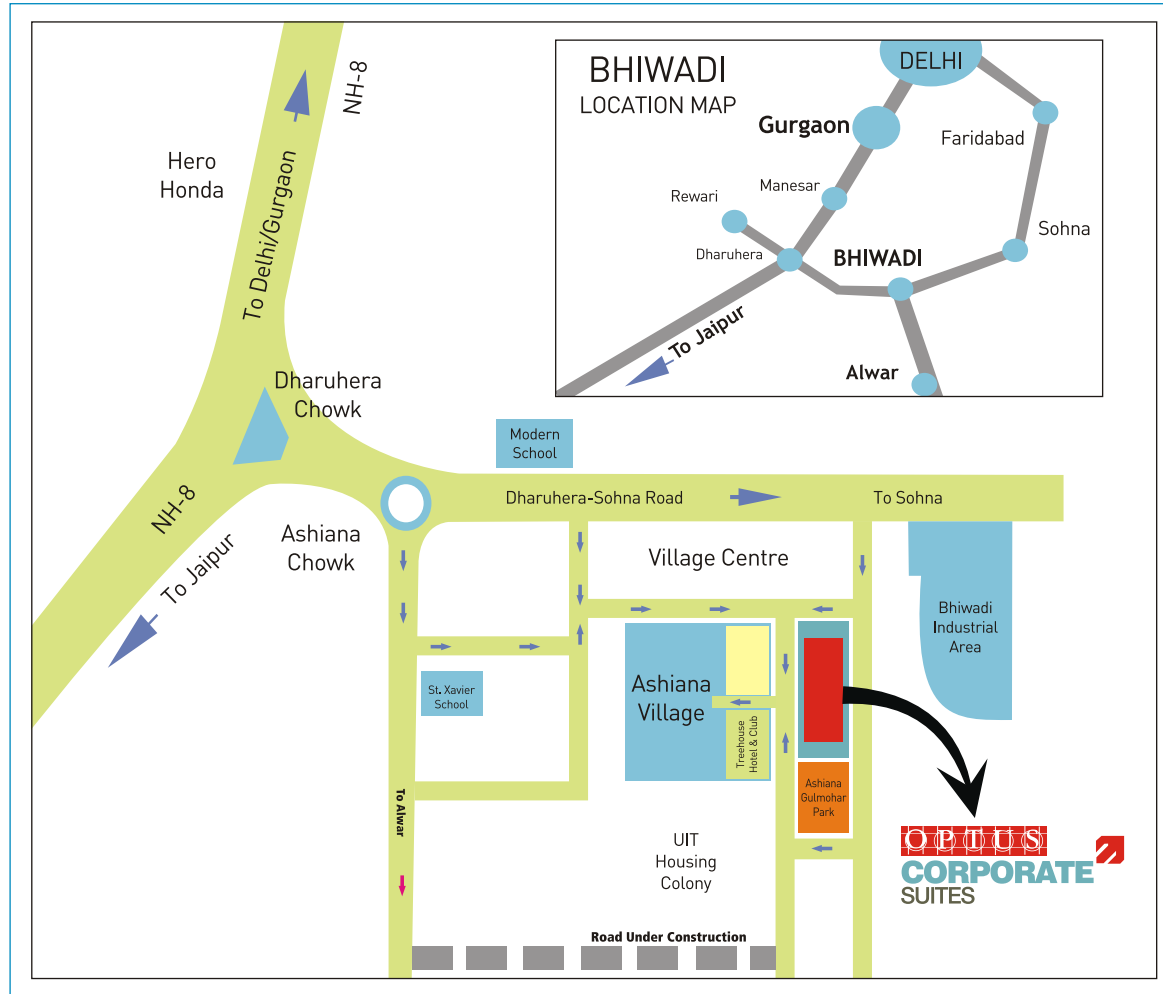 BHIWADI
LOCATION MAP
DELHI
Gurgaon
Faridabad
Manesar
Rewari
Sohna
Dharuhera
BHIWADI
To Jaipur
Alwar
NH-8
Hero
Honda
To Delhi/Gurgaon
Dharuhera
Chowk
Modern
School
NH-8
Dharuhera-Sohna Road
To Sohna
Ashiana
Chowk
To Jaipur
Village Centre
Bhiwadi
Industrial
Area
St. Xavier
School
Ashiana
Village
Treehouse
Hotel & Club
Ashiana
Gulmohar
Park
To Alwar
UIT
Housing
Colony
OPTUS
CORPORATE
SUITES
Road Under Construction